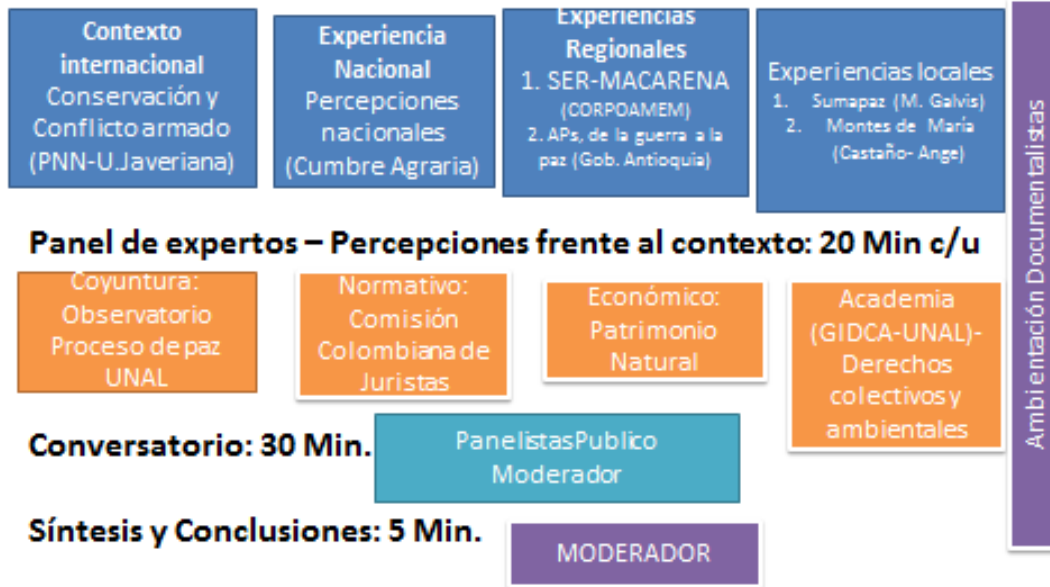 Contexto
internacional
Conservación y
Conflicto armado
(PNN-U.Javeriana)
Experiencia
Nacional
Percepciones
nacionales
(Cumbre Agraria)
Experiencias
Regionales
1. SER-MACARENA
(CORPOAMEM)
2. APs, de la guerra a la
paz (Gob. Antioquia)
Experiencias locales
1. Sumapaz (M. Galvis)
2. Montes de María
(Castaño- Ange)
Ambientación Documentalistas
Panel de expertos – Percepciones frente al contexto: 20 Min c/u
Coyuntura:
Observatorio
Proceso de paz
UNAL
Normativo:
Comisión
Colombiana de
Juristas
Económico:
Patrimonio
Natural
Academia
(GIDCA-UNAL)-
Derechos
colectivos y
ambientales
Conversatorio: 30 Min.
PanelistasPublico
Moderador
Síntesis y Conclusiones: 5 Min.
MODERADOR